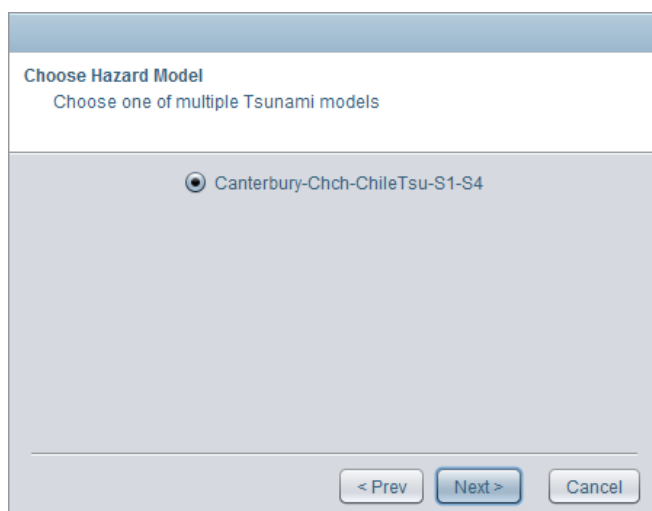 Choose Hazard Model
Choose one of multiple Tsunami models
Canterbury-Chch-ChileTsu-S1-S4
< Prev
Next >
Cancel